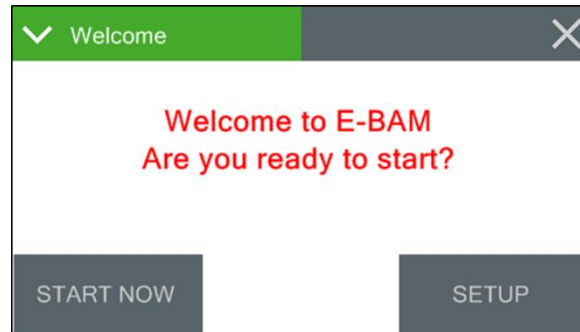 Welcome
Welcome to E-BAM
Are you ready to start?
START NOW
SETUP